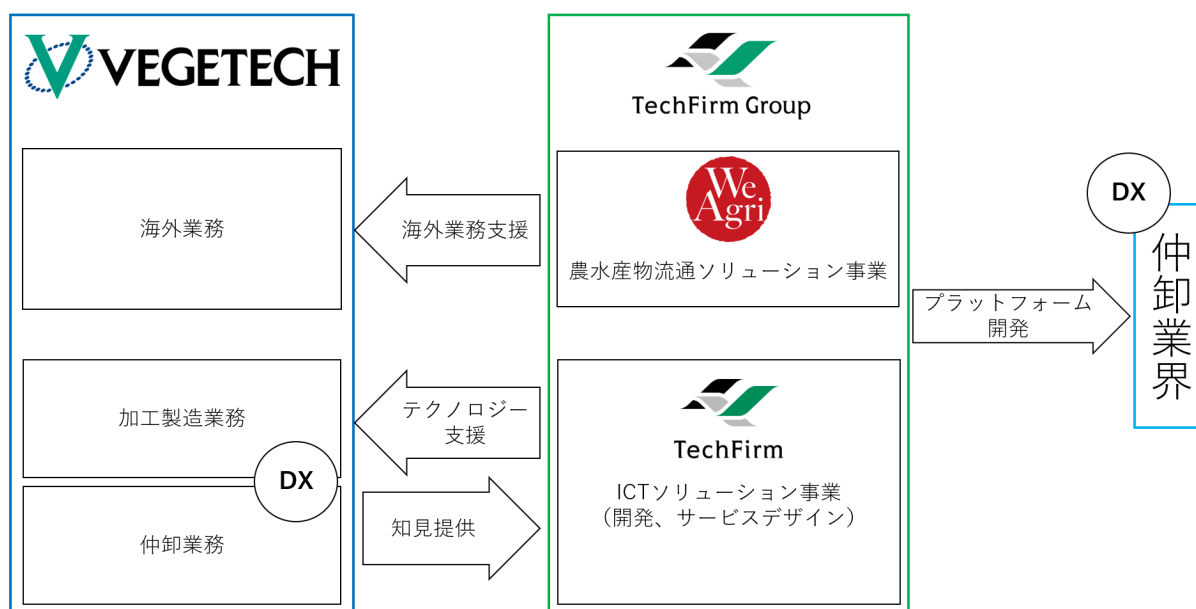 VEGETECH
海外業務
加工製造業務
DX
仲卸業務
海外業務支援
テクノロジー
支援
知見提供
TechFirm Group
We
Agri
農水産物流通ソリューション事業
TechFirm
ICTソリューション事業
（開発、サービスデザイン）
プラットフォーム
開発
DX
仲卸業界